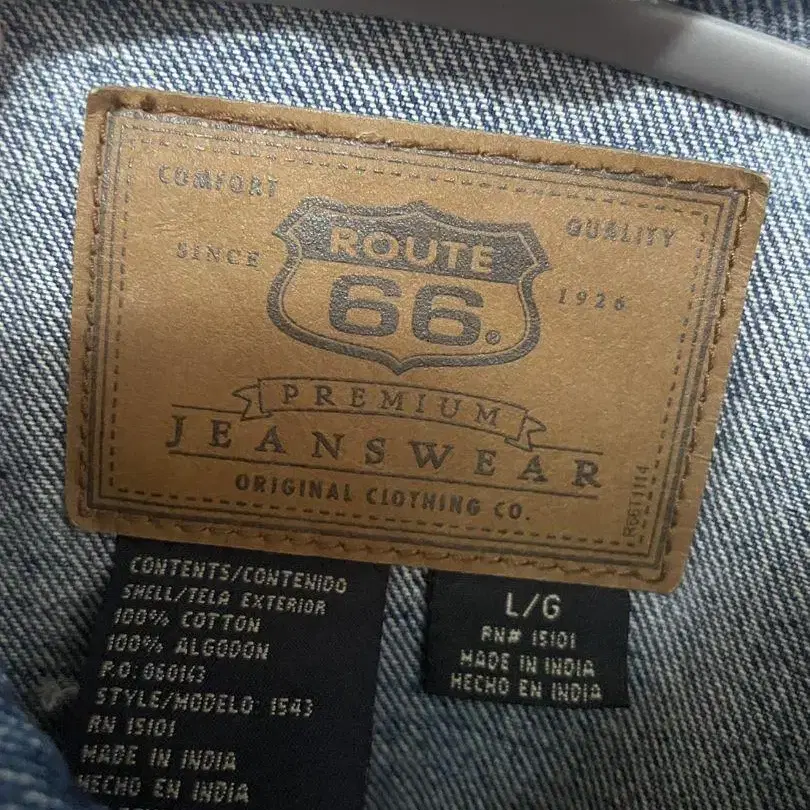 COMFORT
QUALITY
SINCE
1926
ROUTE
66®
PREMIUM
JEANSWEAR
ORIGINAL CLOTHING CO.
R6611114
CONTENTS/CONTENIDO
SHELL/TELA EXTERIOR
100% COTTON
100% ALGODON
P.O: 060143
STYLE/MODELO: 1543
RN 15101
MADE IN INDIA
HECHO EN INDIA
L/G
RN# 15101
MADE IN INDIA
HECHO EN INDIA